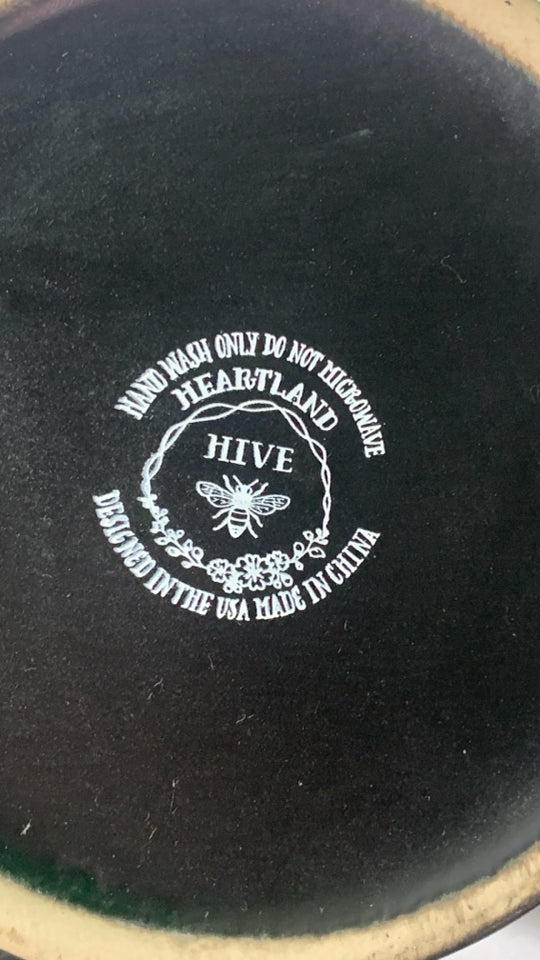 HAND WASH ONLY DO NOT MICROWAVE
HEARTLAND
HIVE
DESIGNED IN THE USA MADE IN CHINA